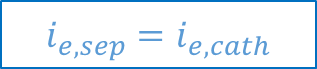 i_{e,sep} = i_{e,cath}